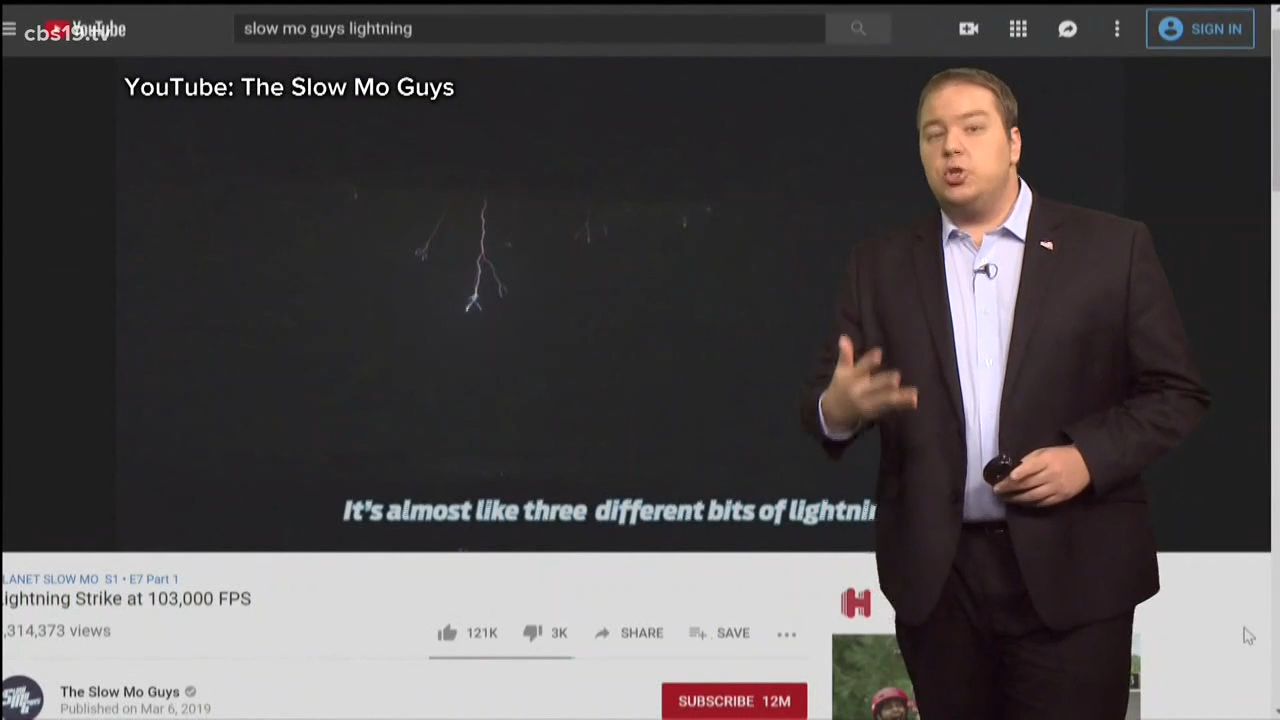 cbs19.tv
YouTube
slow mo guys lightning
SIGN IN
YouTube: The Slow Mo Guys
It's almost like three different bits of lightnin
LANET SLOW MO S1 • E7 Part 1
ightning Strike at 103,000 FPS
,314,373 views
121K
3K
SHARE
SAVE
The Slow Mo Guys
Published on Mar 6, 2019
SUBSCRIBE 12M